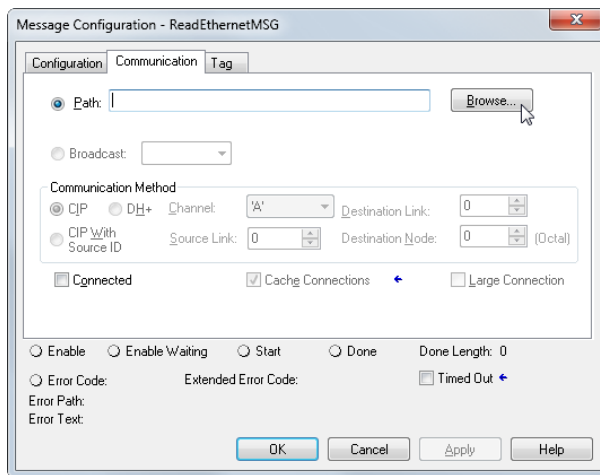 Message Configuration - ReadEthernetMSG
Configuration Communication Tag
Path: Browse...
Broadcast:
Communication Method
CIP DH+ Channel: 'A' Destination Link: 0
CIP With Source ID Source Link: 0 Destination Node: 0 (Octal)
Connected Cache Connections Large Connection
Enable Enable Waiting Start Done Done Length: 0
Error Code: Extended Error Code: Timed Out
Error Path:
Error Text:
OK Cancel Apply Help